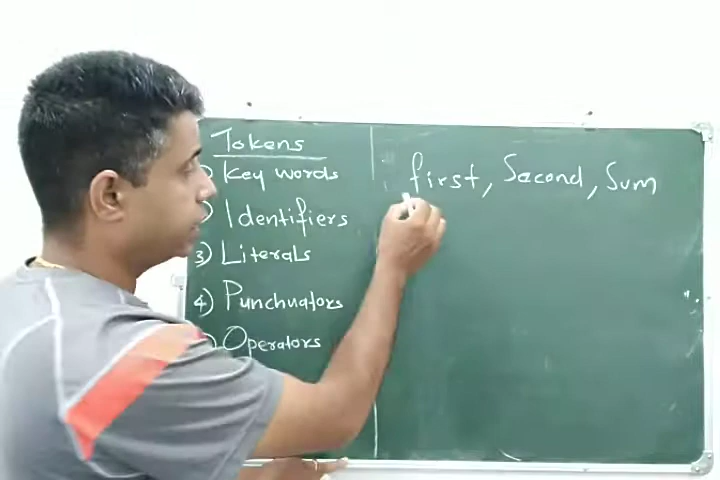 Tokens
) Key words
) Identifiers
3) Literals
4) Punchuators
) Operators
first, Second, Sum